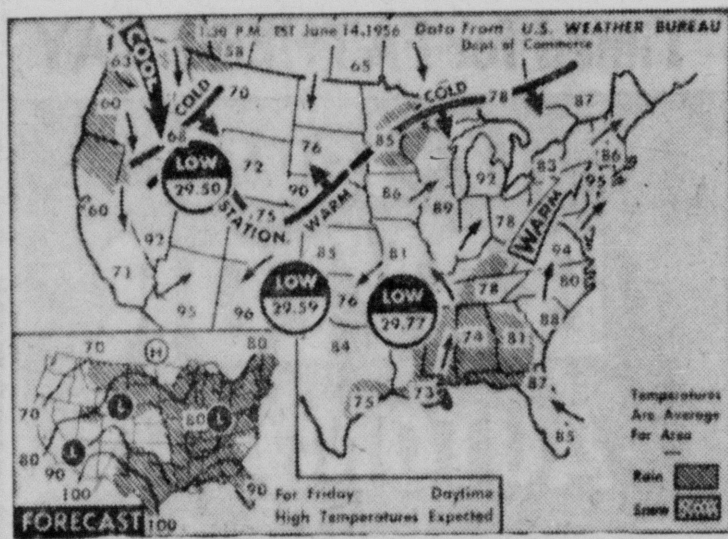 1:30 P.M. EST June 14, 1956 Data From U.S. WEATHER BUREAU
Dept. of Commerce
COOL
63
58
65
60
COLD
70
COLD
78
87
68
85
76
LOW
29.50
72
90
86
92
83
86
95
STATION.
75
WARM
89
78
WARM
60
92
85
81
94
71
LOW
29.59
76
LOW
29.77
78
80
95
96
84
74
81
88
75
73
87
85
Temperatures
Are Average
For Area
Rain
Snow
70
H
80
70
L
80
L
80
L
90
100
90
100
FORECAST
For Friday Daytime
High Temperatures Expected